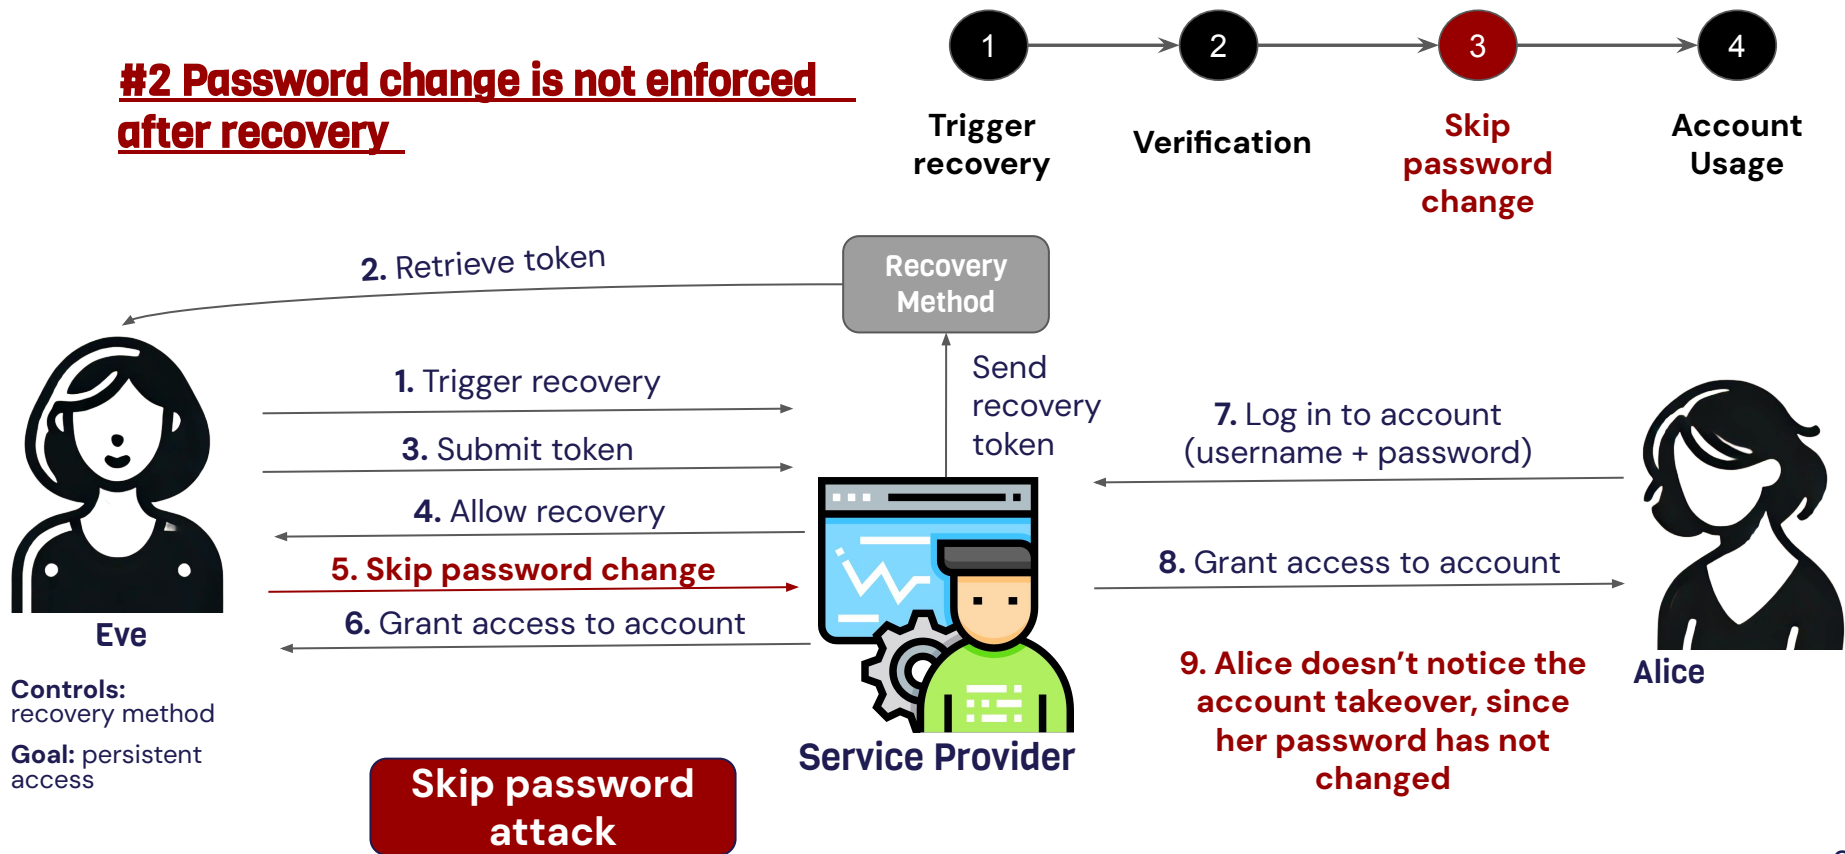 #2 Password change is not enforced
after recovery
1
2
3
4
Trigger
recovery
Verification
Skip
password
change
Account
Usage
2. Retrieve token
Recovery
Method
1. Trigger recovery
Send
recovery
token
3. Submit token
4. Allow recovery
5. Skip password change
6. Grant access to account
7. Log in to account
(username + password)
8. Grant access to account
Eve
Controls:
recovery method
Goal: persistent
access
Service Provider
9. Alice doesn’t notice the
account takeover, since
her password has not
changed
Alice
Skip password
attack